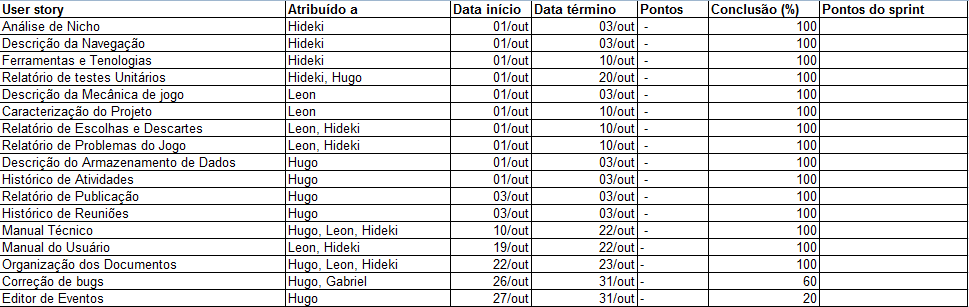 User story Atribuído a Data início Data término Pontos Conclusão (%) Pontos do sprint
Análise de Nicho Hideki 01/out 03/out - 100
Descrição da Navegação Hideki 01/out 03/out - 100
Ferramentas e Tenologias Hideki 01/out 10/out - 100
Relatório de testes Unitários Hideki, Hugo 01/out 20/out - 100
Descrição da Mecânica de jogo Leon 01/out 03/out - 100
Caracterização do Projeto Leon 01/out 10/out - 100
Relatório de Escolhas e Descartes Leon, Hideki 01/out 10/out - 100
Relatório de Problemas do Jogo Leon, Hideki 01/out 10/out - 100
Descrição do Armazenamento de Dados Hugo 01/out 03/out - 100
Histórico de Atividades Hugo 01/out 03/out - 100
Relatório de Publicação Hugo 03/out 03/out - 100
Histórico de Reuniões Hugo 03/out 03/out - 100
Manual Técnico Hugo, Leon, Hideki 10/out 22/out - 100
Manual do Usuário Leon, Hideki 19/out 22/out - 100
Organização dos Documentos Hugo, Leon, Hideki 22/out 23/out - 100
Correção de bugs Hugo, Gabriel 26/out 31/out - 60
Editor de Eventos Hugo 27/out 31/out - 20